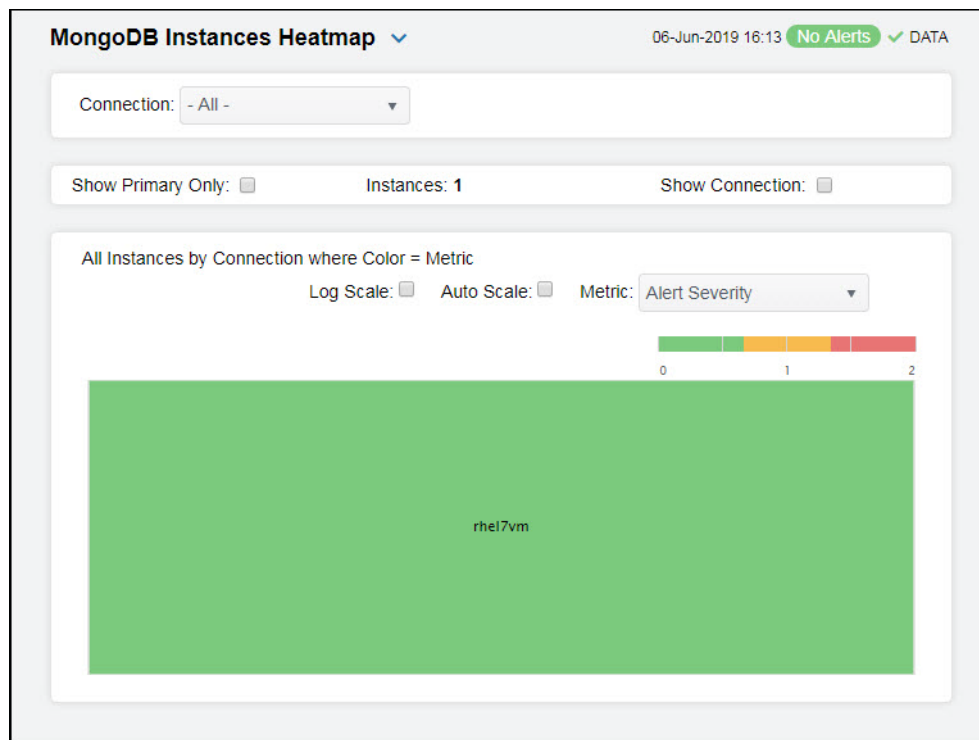 MongoDB Instances Heatmap 06-Jun-2019 16:13 No Alerts DATA
Connection: - All -
Show Primary Only: Instances: 1 Show Connection:
All Instances by Connection where Color = Metric
Log Scale: Auto Scale: Metric: Alert Severity
0 1 2
rhel7vm